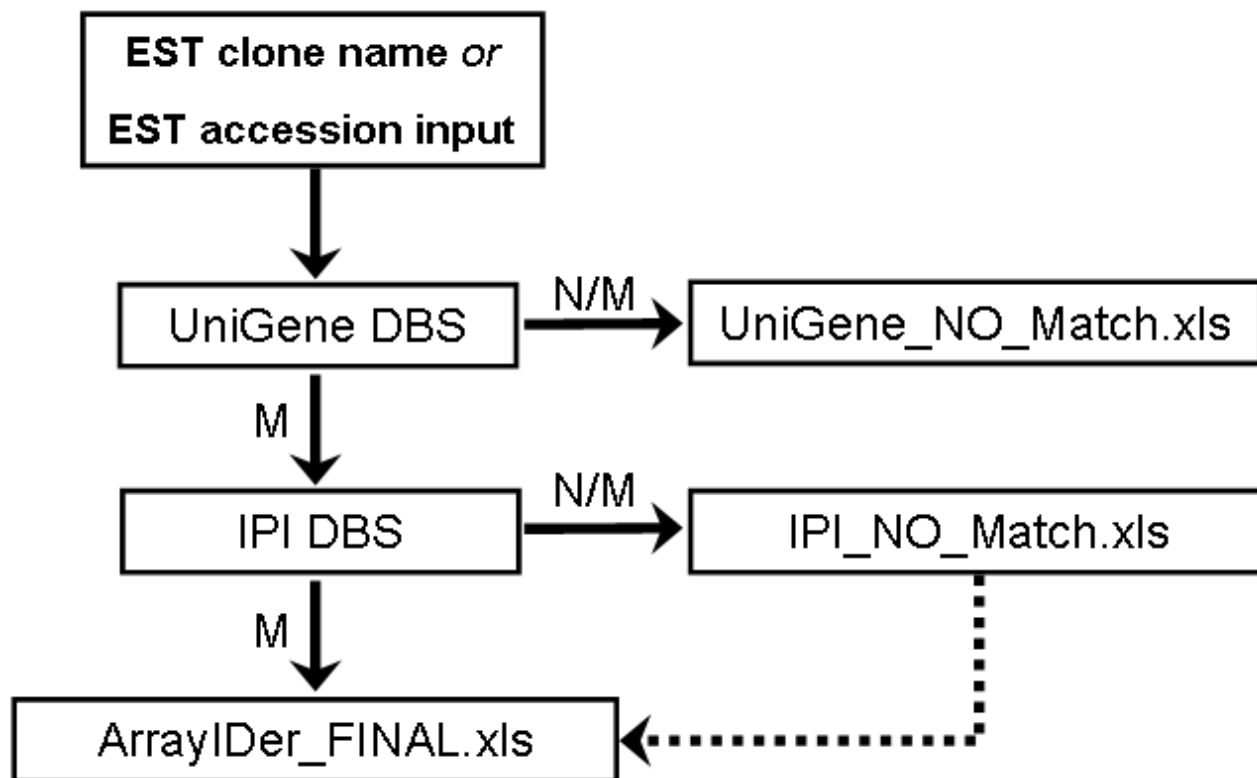 EST clone name or
EST accession input
UniGene DBS
N/M
UniGene_NO_Match.xls
M
IPI DBS
N/M
IPI_NO_Match.xls
M
ArrayIDer_FINAL.xls